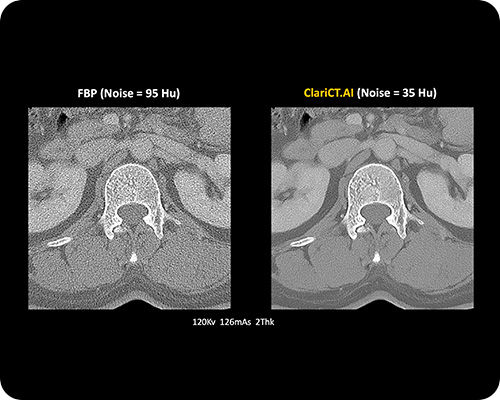 FBP (Noise = 95 Hu)
ClariCT.AI (Noise = 35 Hu)
120Kv 126mAs 2Thk